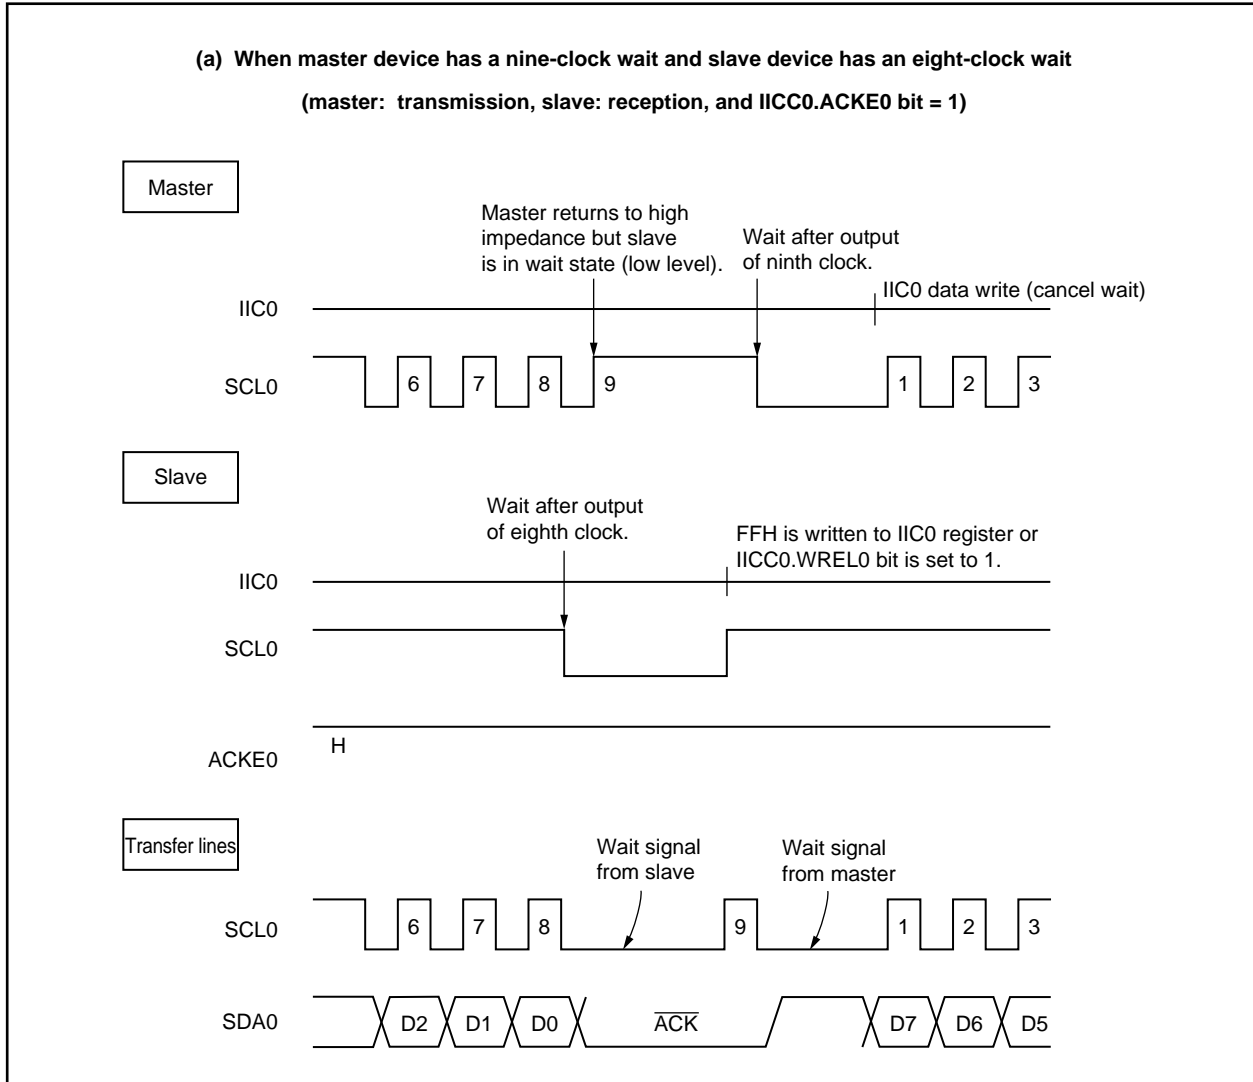 (a) When master device has a nine-clock wait and slave device has an eight-clock wait
(master: transmission, slave: reception, and IICC0.ACKE0 bit = 1)
Master
Master returns to high
impedance but slave
is in wait state (low level).
Wait after output
of ninth clock.
IIC0 data write (cancel wait)
IIC0
SCL0
6 7 8 9 1 2 3
Slave
Wait after output
of eighth clock.
FFH is written to IIC0 register or
IICC0.WREL0 bit is set to 1.
IIC0
SCL0
H
ACKE0
Transfer lines
Wait signal
from slave
Wait signal
from master
SCL0
6 7 8 9 1 2 3
SDA0
D2 D1 D0 A̅C̅K̅ D7 D6 D5